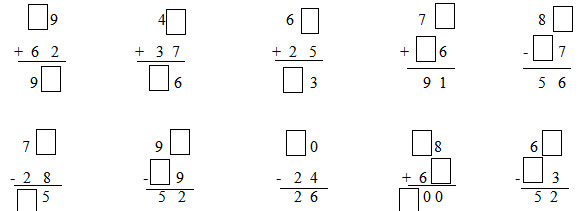 □9 4□ 6□ 7□ 8□
+ 6 2 + 3 7 + 2 5 + □6 - □7
9□ □6 □3 9 1 5 6
7□ 9□ □0 □8 6□
- 2 8 - □9 - 2 4 + 6□ - □3
□5 5 2 2 6 □00 5 2